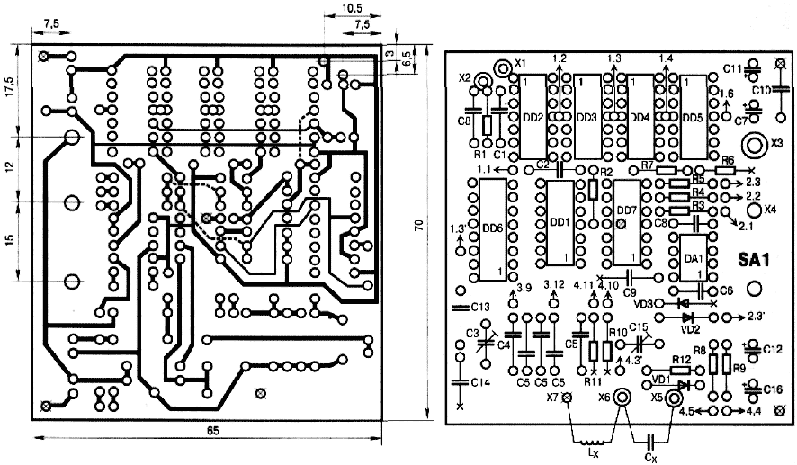 10,5
7,5
7,5
3
6,5
17,5
12
15
70
65
X1
X2
1.2
1.3
1.4
1
1
1
1
DD2
DD3
DD4
DD5
C11
C10
1.6
C7
C8
R1
C1
X3
C2
R2
R7
R6
1.1
R5
R4
R3
2.3
2.2
2.1
X4
DD6
DD1
DD7
C8
1.3'
DA1
1
1
1
1
SA1
3.9
3.12
4.11
4.10
C9
C6
VD3
VD2
2.3'
C13
C3
C4
C5
C5
C5
C5
R10
C15
R11
4.3'
R12
VD1
R8
R9
C12
C16
C14
X7
X6
X5
4.5
4.4
Lx
Cx